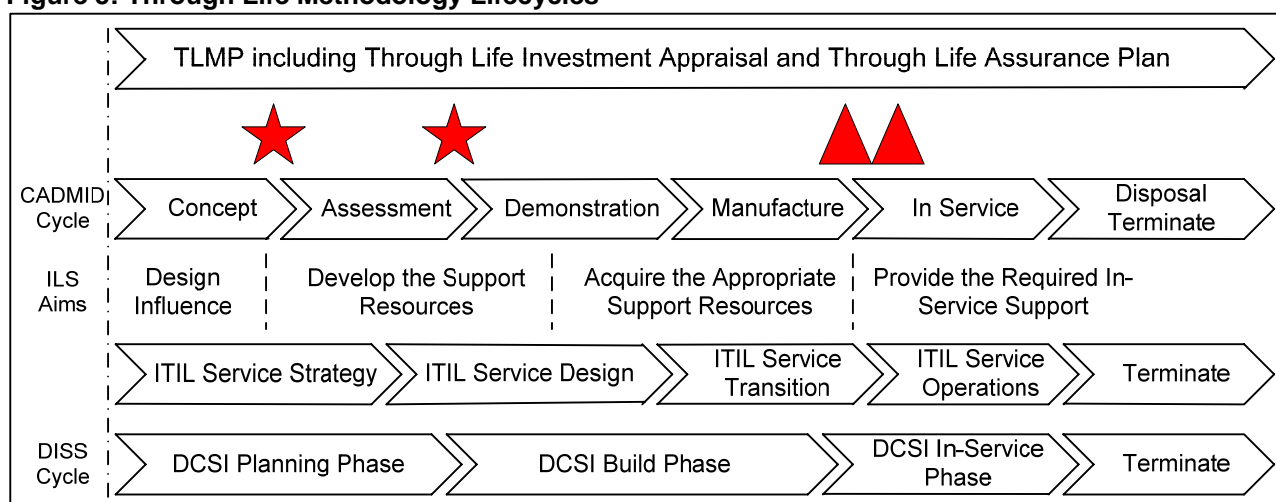 Figure 3: Through Life Methodology Lifecycles
TLMP including Through Life Investment Appraisal and Through Life Assurance Plan
CADMID
Cycle
Concept
Assessment
Demonstration
Manufacture
In Service
Disposal
Terminate
ILS
Aims
Design
Influence
Develop the Support
Resources
Acquire the Appropriate
Support Resources
Provide the Required In-
Service Support
ITIL Service Strategy
ITIL Service Design
ITIL Service
Transition
ITIL Service
Operations
Terminate
DISS
Cycle
DCSI Planning Phase
DCSI Build Phase
DCSI In-Service
Phase
Terminate